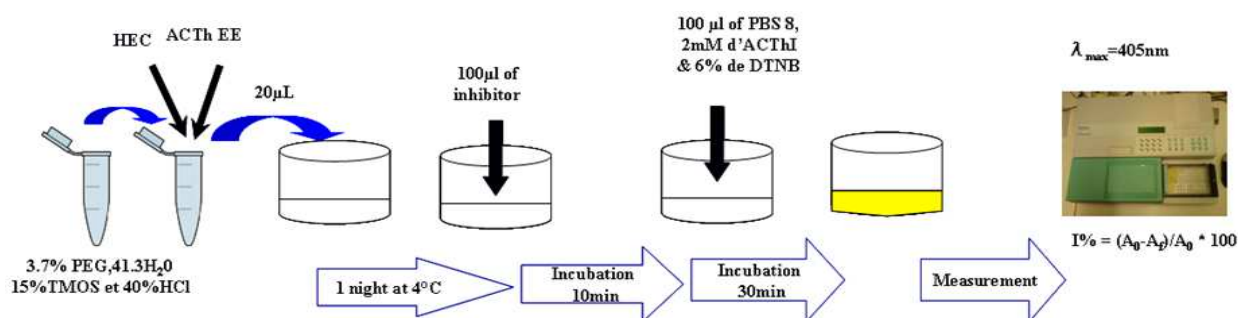 HEC
ACTh EE
20µL
100µl of
inhibitor
100 µl of PBS 8,
2mM d'ACThI
& 6% de DTNB
λ max=405nm
3.7% PEG,41.3H₂0
15%TMOS et 40%HCl
1 night at 4°C
Incubation
10min
Incubation
30min
Measurement
I% = (A₀-A_f)/A₀ * 100